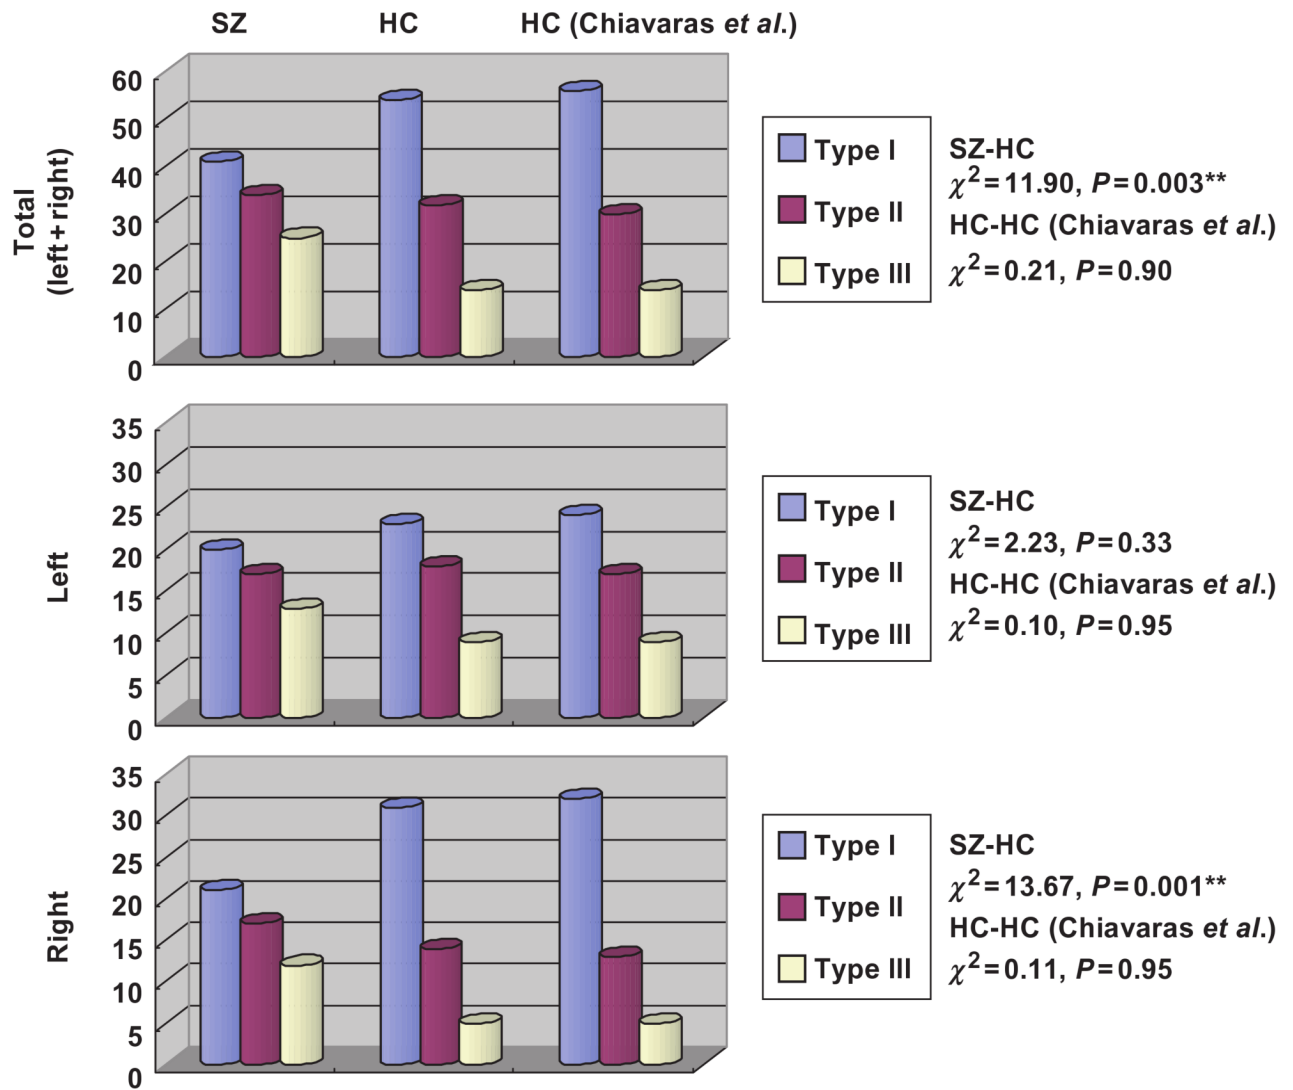 SZ HC HC (Chiavaras et al.)
Total
(left+right)
60
50
40
30
20
10
0
Type I
Type II
Type III
SZ-HC
χ²=11.90, P=0.003**
HC-HC (Chiavaras et al.)
χ²=0.21, P=0.90
Left
35
30
25
20
15
10
5
0
Type I
Type II
Type III
SZ-HC
χ²=2.23, P=0.33
HC-HC (Chiavaras et al.)
χ²=0.10, P=0.95
Right
35
30
25
20
15
10
5
0
Type I
Type II
Type III
SZ-HC
χ²=13.67, P=0.001**
HC-HC (Chiavaras et al.)
χ²=0.11, P=0.95